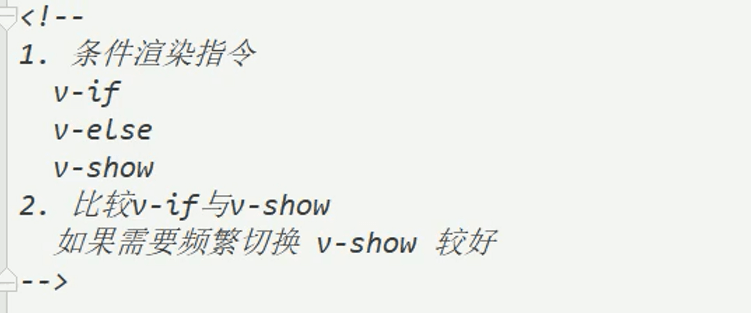 <!--
1. 条件渲染指令
v-if
v-else
v-show
2. 比较v-if与v-show
如果需要频繁切换 v-show 较好
-->